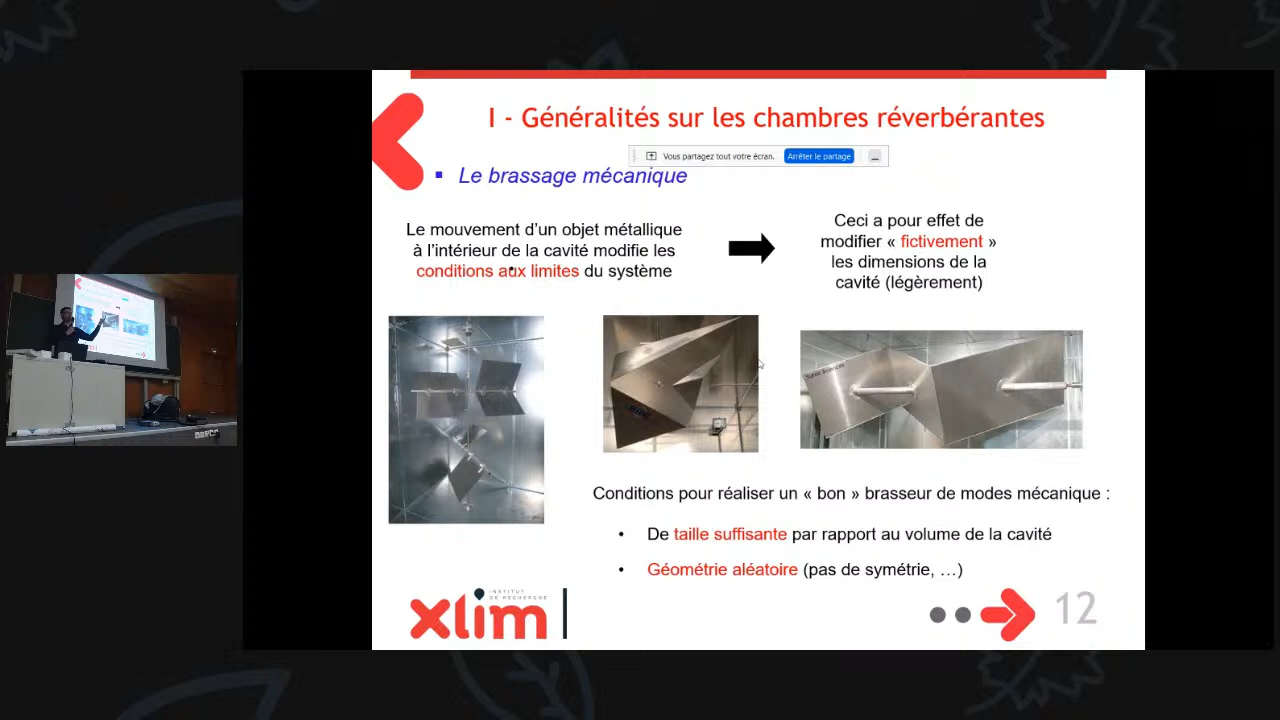 I - Généralités sur les chambres réverbérantes
Vous partagez tout votre écran.
Arrêter le partage
▪ Le brassage mécanique
Le mouvement d’un objet métallique
à l’intérieur de la cavité modifie les
conditions aux limites du système
Ceci a pour effet de
modifier « fictivement »
les dimensions de la
cavité (légèrement)
Conditions pour réaliser un « bon » brasseur de modes mécanique :
• De taille suffisante par rapport au volume de la cavité
• Géométrie aléatoire (pas de symétrie, …)
INSTITUT
DE RECHERCHE
xlim
12